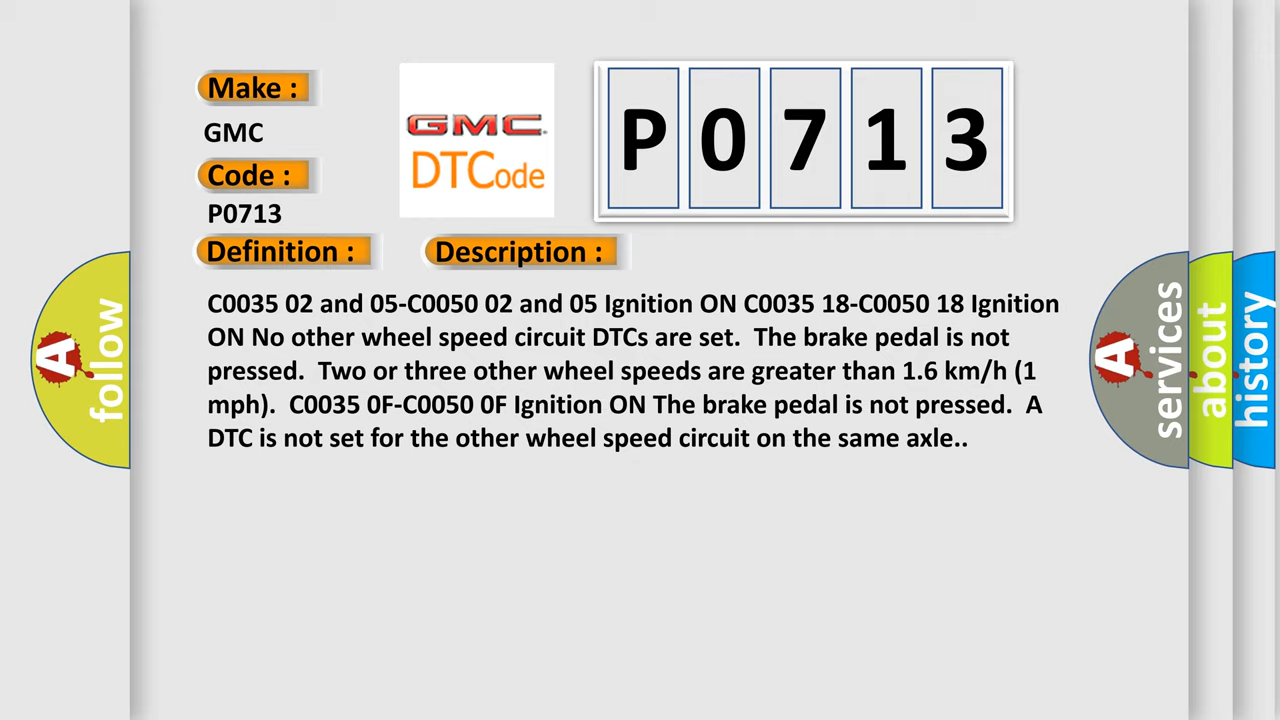 Make :
GMC
Code :
P0713
Definition :
Description :
GMC
DTCode
P0713
C0035 02 and 05-C0050 02 and 05 Ignition ON C0035 18-C0050 18 Ignition
ON No other wheel speed circuit DTCs are set. The brake pedal is not
pressed. Two or three other wheel speeds are greater than 1.6 km/h (1
mph). C0035 0F-C0050 0F Ignition ON The brake pedal is not pressed. A
DTC is not set for the other wheel speed circuit on the same axle..
A
follow
A
services
about
history